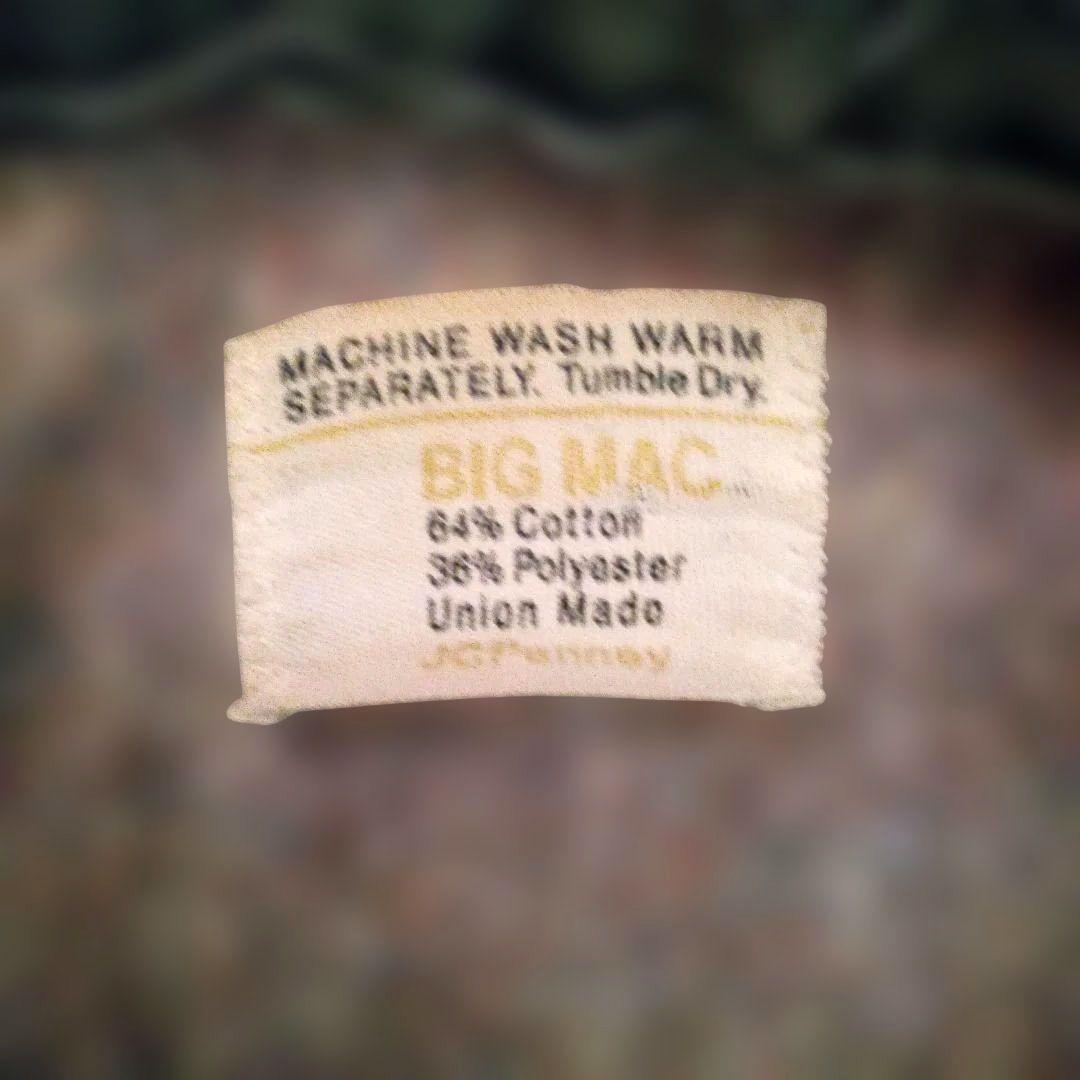 MACHINE WASH WARM
SEPARATELY. Tumble Dry.
BIG MAC
64% Cotton
36% Polyester
Union Made
JCPenney